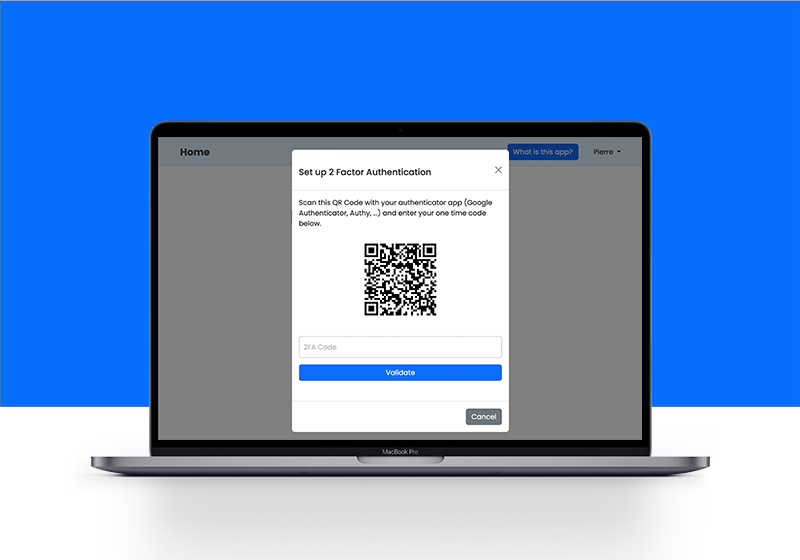 Home
What is this app?
Pierre
Set up 2 Factor Authentication
Scan this QR Code with your authenticator app (Google
Authenticator, Authy, ...) and enter your one time code
below.
2FA Code
Validate
Cancel
MacBook Pro